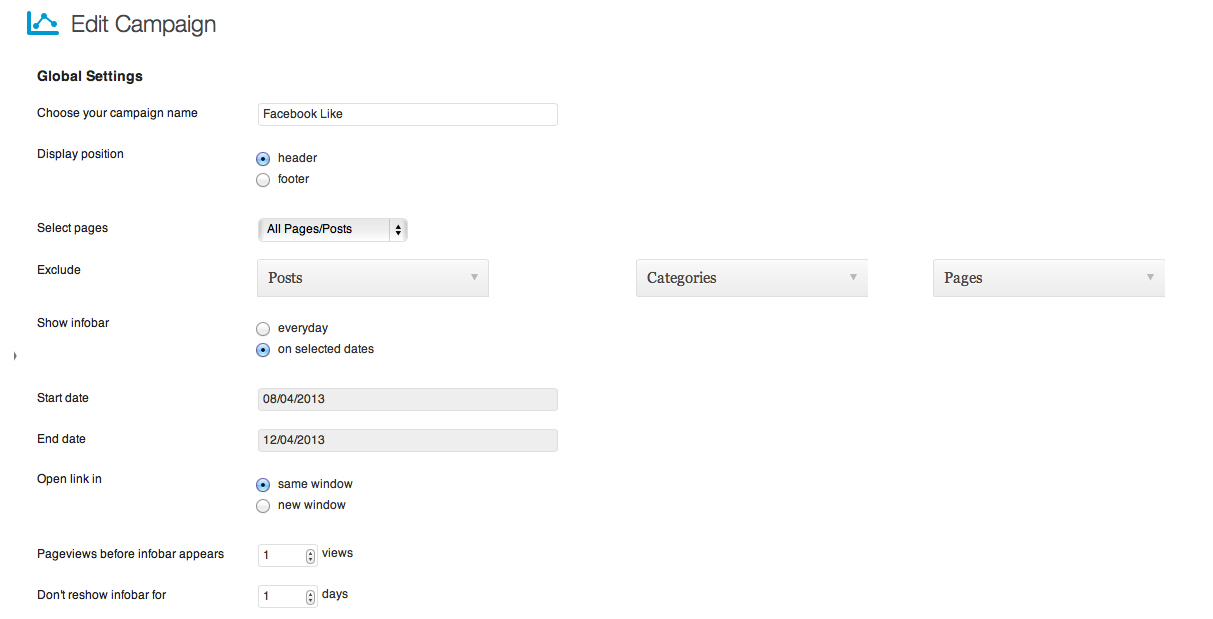 Edit Campaign
Global Settings
Choose your campaign name Facebook Like
Display position header
footer
Select pages All Pages/Posts
Exclude Posts Categories Pages
Show infobar everyday
on selected dates
Start date 08/04/2013
End date 12/04/2013
Open link in same window
new window
Pageviews before infobar appears 1 views
Don't reshow infobar for 1 days